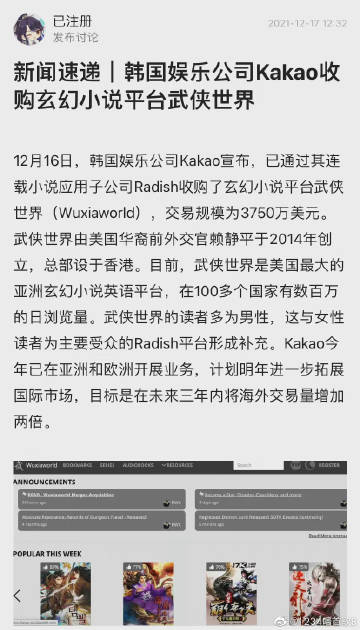 已注册
发布讨论
2021-12-17 12:32
新闻速递｜韩国娱乐公司Kakao收
购玄幻小说平台武侠世界
12月16日，韩国娱乐公司Kakao宣布，已通过其连
载小说应用子公司Radish收购了玄幻小说平台武侠
世界（Wuxiaworld），交易规模为3750万美元。
武侠世界由美国华裔前外交官赖静平于2014年创
立，总部设于香港。目前，武侠世界是美国最大的
亚洲玄幻小说英语平台，在100多个国家有数百万
的日浏览量。武侠世界的读者多为男性，这与女性
读者为主要受众的Radish平台形成补充。Kakao今
年已在亚洲和欧洲开展业务，计划明年进一步拓展
国际市场，目标是在未来三年内将海外交易量增加
两倍。
Wuxiaworld BOOKMARKS SERIES AUDIOBOOKS RESOURCES Search REGISTER
ANNOUNCEMENTS
POPULAR THIS WEEK